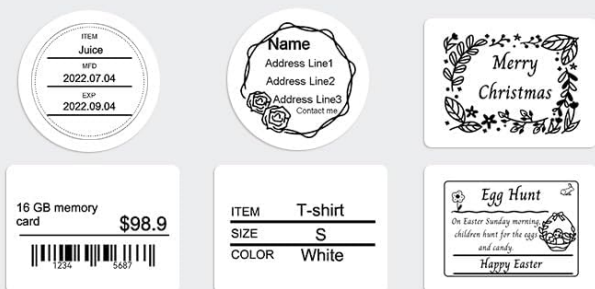 ITEM
Juice
MFD
2022.07.04
EXP
2022.09.04
Name
Address Line1
Address Line2
Address Line3
Contact me
Merry
Christmas
16 GB memory
card
$98.9
1234 5687
ITEM T-shirt
SIZE S
COLOR White
Egg Hunt
On Easter Sunday morning,
children hunt for the eggs
and candy.
Happy Easter